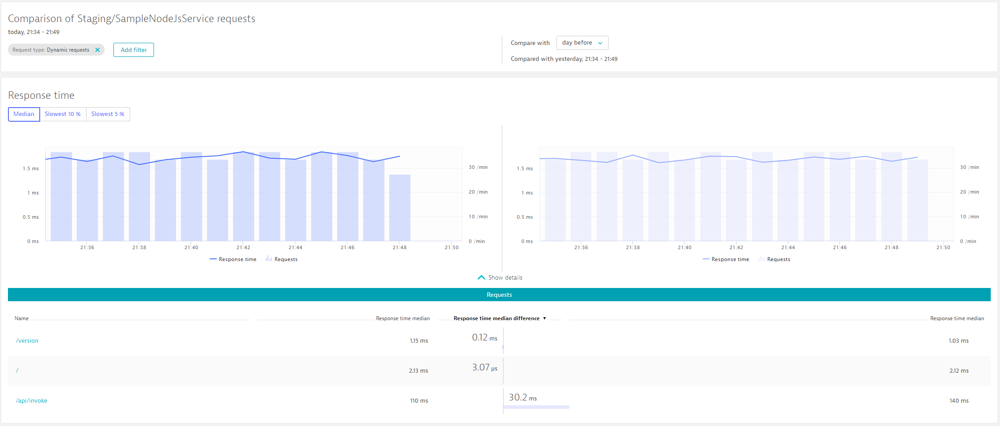 Comparison of Staging/SampleNodeJsService requests
today, 21:34 - 21:49
Request type: Dynamic requests
Add filter
Compare with day before
Compared with yesterday, 21:34 - 21:49
Response time
Median Slowest 10 % Slowest 5 %
1.5 ms
1 ms
0.5 ms
0 ms
30 /min
20 /min
10 /min
0 /min
21:36 21:38 21:40 21:42 21:44 21:46 21:48 21:50
Response time Requests
1.5 ms
1 ms
0.5 ms
0 ms
30 /min
20 /min
10 /min
0 /min
21:36 21:38 21:40 21:42 21:44 21:46 21:48 21:50
Response time Requests
Show details
Requests
Name Response time median Response time median difference ▼ Response time median
/version 1.15 ms 0.12 ms 1.03 ms
/ 2.13 ms 3.07 µs 2.12 ms
/api/invoke 110 ms 30.2 ms 140 ms